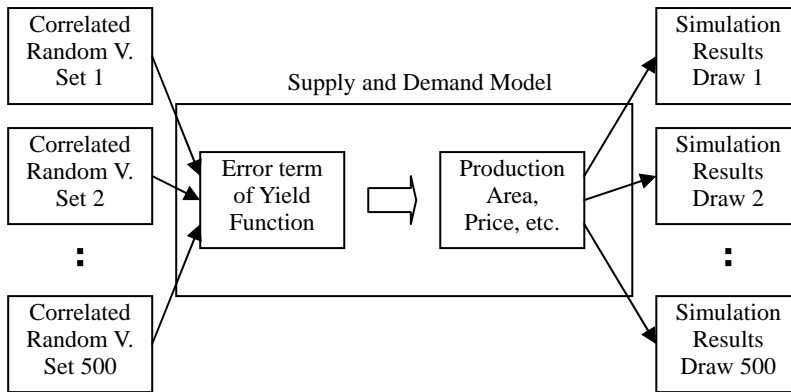 Correlated
Random V.
Set 1
Simulation
Results
Draw 1
Supply and Demand Model
Correlated
Random V.
Set 2
Error term
of Yield
Function
Production
Area,
Price, etc.
Simulation
Results
Draw 2
:
:
Correlated
Random V.
Set 500
Simulation
Results
Draw 500